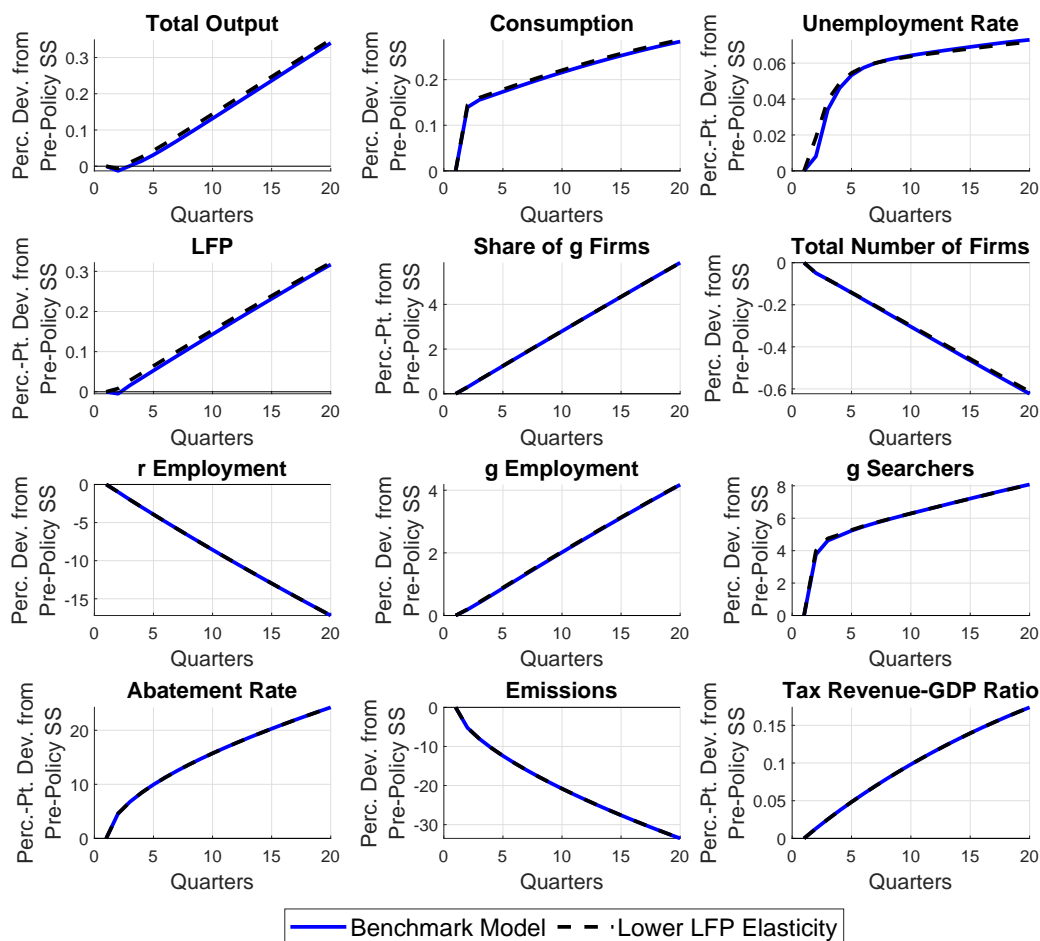 Total Output
Perc. Dev. from
Pre-Policy SS
0.3
0.2
0.1
0
0 5 10 15 20
Quarters
Consumption
Perc. Dev. from
Pre-Policy SS
0.2
0.1
0
0 5 10 15 20
Quarters
Unemployment Rate
Perc.-Pt. Dev. from
Pre-Policy SS
0.06
0.04
0.02
0
0 5 10 15 20
Quarters
LFP
Perc.-Pt. Dev. from
Pre-Policy SS
0.3
0.2
0.1
0
0 5 10 15 20
Quarters
Share of g Firms
Perc.-Pt. Dev. from
Pre-Policy SS
4
2
0
0 5 10 15 20
Quarters
Total Number of Firms
Perc. Dev. from
Pre-Policy SS
0
-0.2
-0.4
-0.6
0 5 10 15 20
Quarters
r Employment
Perc. Dev. from
Pre-Policy SS
0
-5
-10
-15
0 5 10 15 20
Quarters
g Employment
Perc. Dev. from
Pre-Policy SS
4
2
0
0 5 10 15 20
Quarters
g Searchers
Perc. Dev. from
Pre-Policy SS
8
6
4
2
0
0 5 10 15 20
Quarters
Abatement Rate
Perc.-Pt. Dev. from
Pre-Policy SS
20
10
0
0 5 10 15 20
Quarters
Emissions
Perc. Dev. from
Pre-Policy SS
0
-10
-20
-30
0 5 10 15 20
Quarters
Tax Revenue-GDP Ratio
Perc.-Pt. Dev. from
Pre-Policy SS
0.15
0.1
0.05
0
0 5 10 15 20
Quarters
Benchmark Model Lower LFP Elasticity